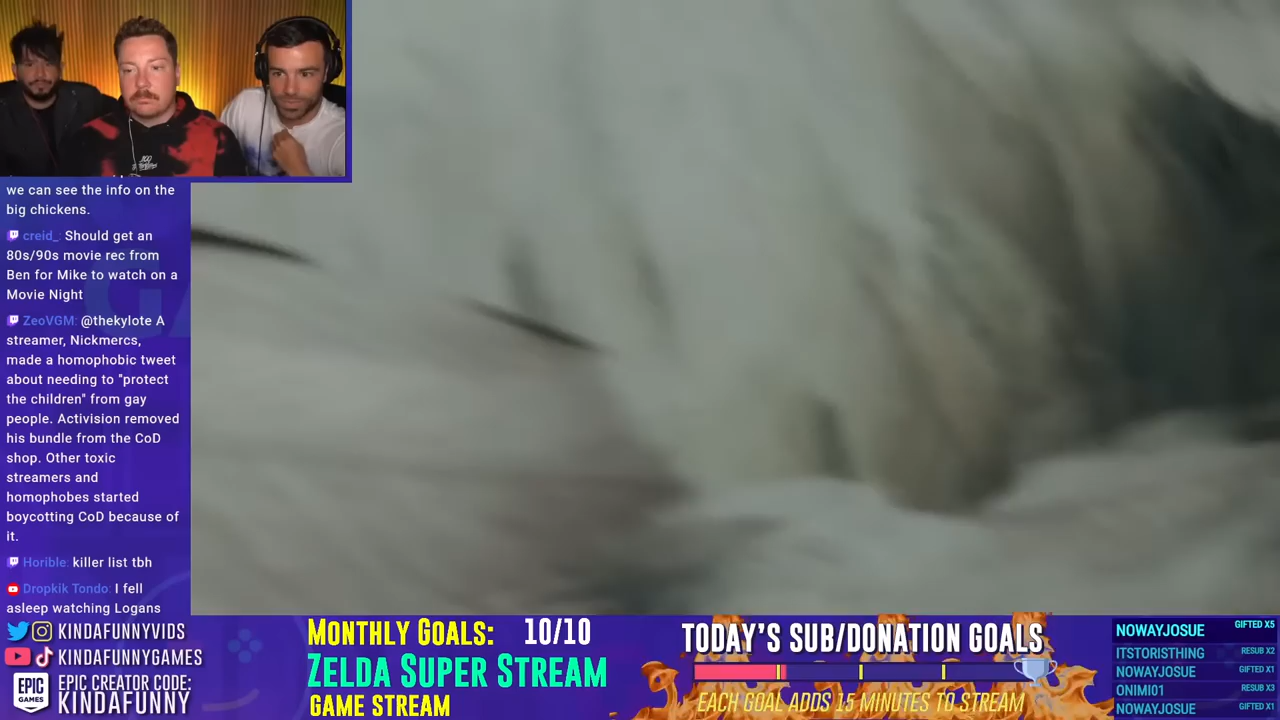 we can see the info on the
big chickens.
creid_: Should get an
80s/90s movie rec from
Ben for Mike to watch on a
Movie Night
ZeoVGM: @thekylote A
streamer, Nickmercs,
made a homophobic tweet
about needing to "protect
the children" from gay
people. Activision removed
his bundle from the CoD
shop. Other toxic
streamers and
homophobes started
boycotting CoD because of
it.
Horible: killer list tbh
Dropkik Tondo: I fell
asleep watching Logans
KINDAFUNNYVIDS
KINDAFUNNYGAMES
EPIC GAMES
EPIC CREATOR CODE:
KINDAFUNNY
MONTHLY GOALS: 10/10
ZELDA SUPER STREAM
GAME STREAM
TODAY'S SUB/DONATION GOALS
EACH GOAL ADDS 15 MINUTES TO STREAM
NOWAYJOSUE GIFTED X5
ITSTORISTHING RESUB X2
NOWAYJOSUE GIFTED X1
ONIMI01 RESUB X3
NOWAYJOSUE GIFTED X1